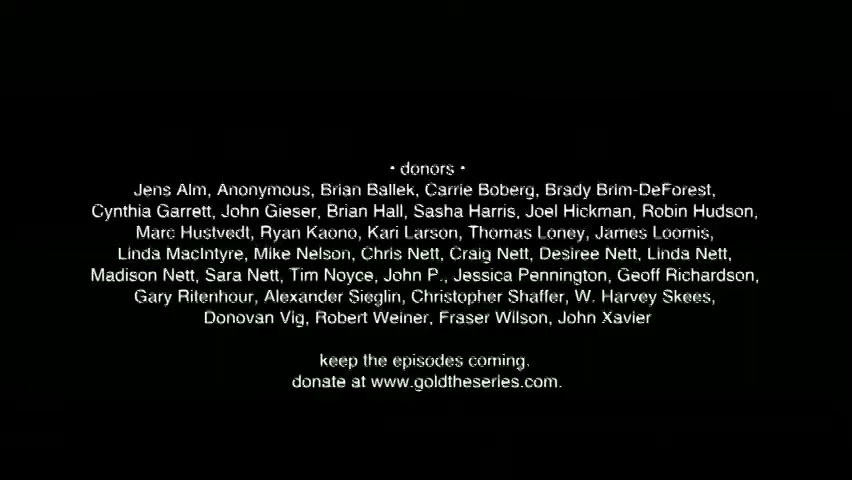 • donors •
Jens Alm, Anonymous, Brian Ballek, Carrie Boberg, Brady Brim-DeForest,
Cynthia Garrett, John Gieser, Brian Hall, Sasha Harris, Joel Hickman, Robin Hudson,
Marc Hustvedt, Ryan Kaono, Kari Larson, Thomas Loney, James Loomis,
Linda MacIntyre, Mike Nelson, Chris Nett, Craig Nett, Desiree Nett, Linda Nett,
Madison Nett, Sara Nett, Tim Noyce, John P., Jessica Pennington, Geoff Richardson,
Gary Ritenhour, Alexander Sieglin, Christopher Shaffer, W. Harvey Skees,
Donovan Vig, Robert Weiner, Fraser Wilson, John Xavier
keep the episodes coming.
donate at www.goldtheseries.com.